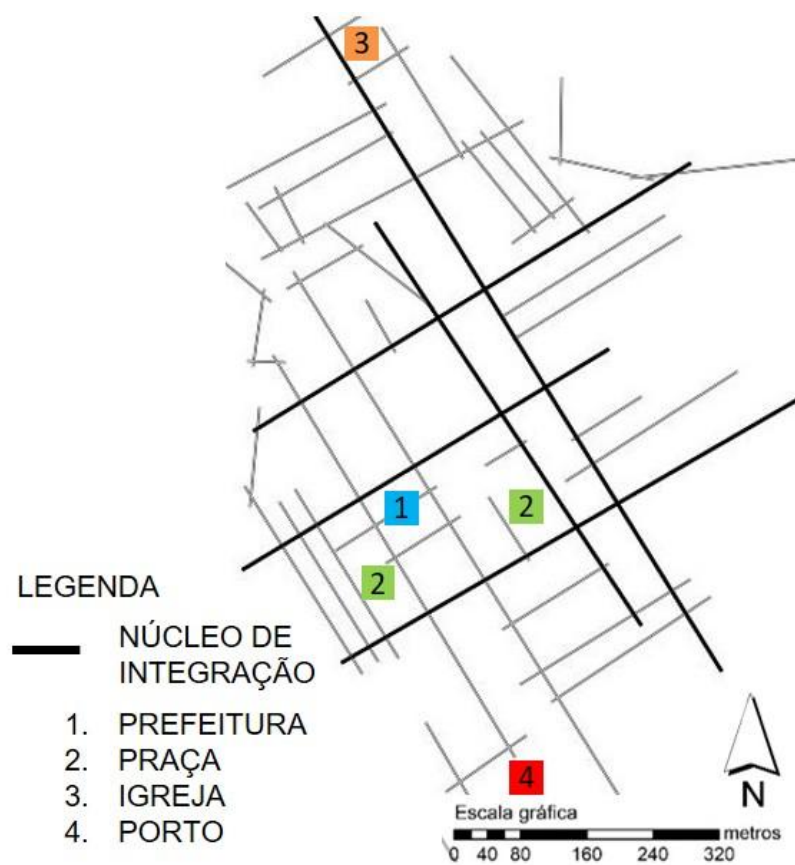 3
1
2
2
4
LEGENDA
NÚCLEO DE
INTEGRAÇÃO
1. PREFEITURA
2. PRAÇA
3. IGREJA
4. PORTO
N
Escala gráfica
metros
0 40 80 160 240 320